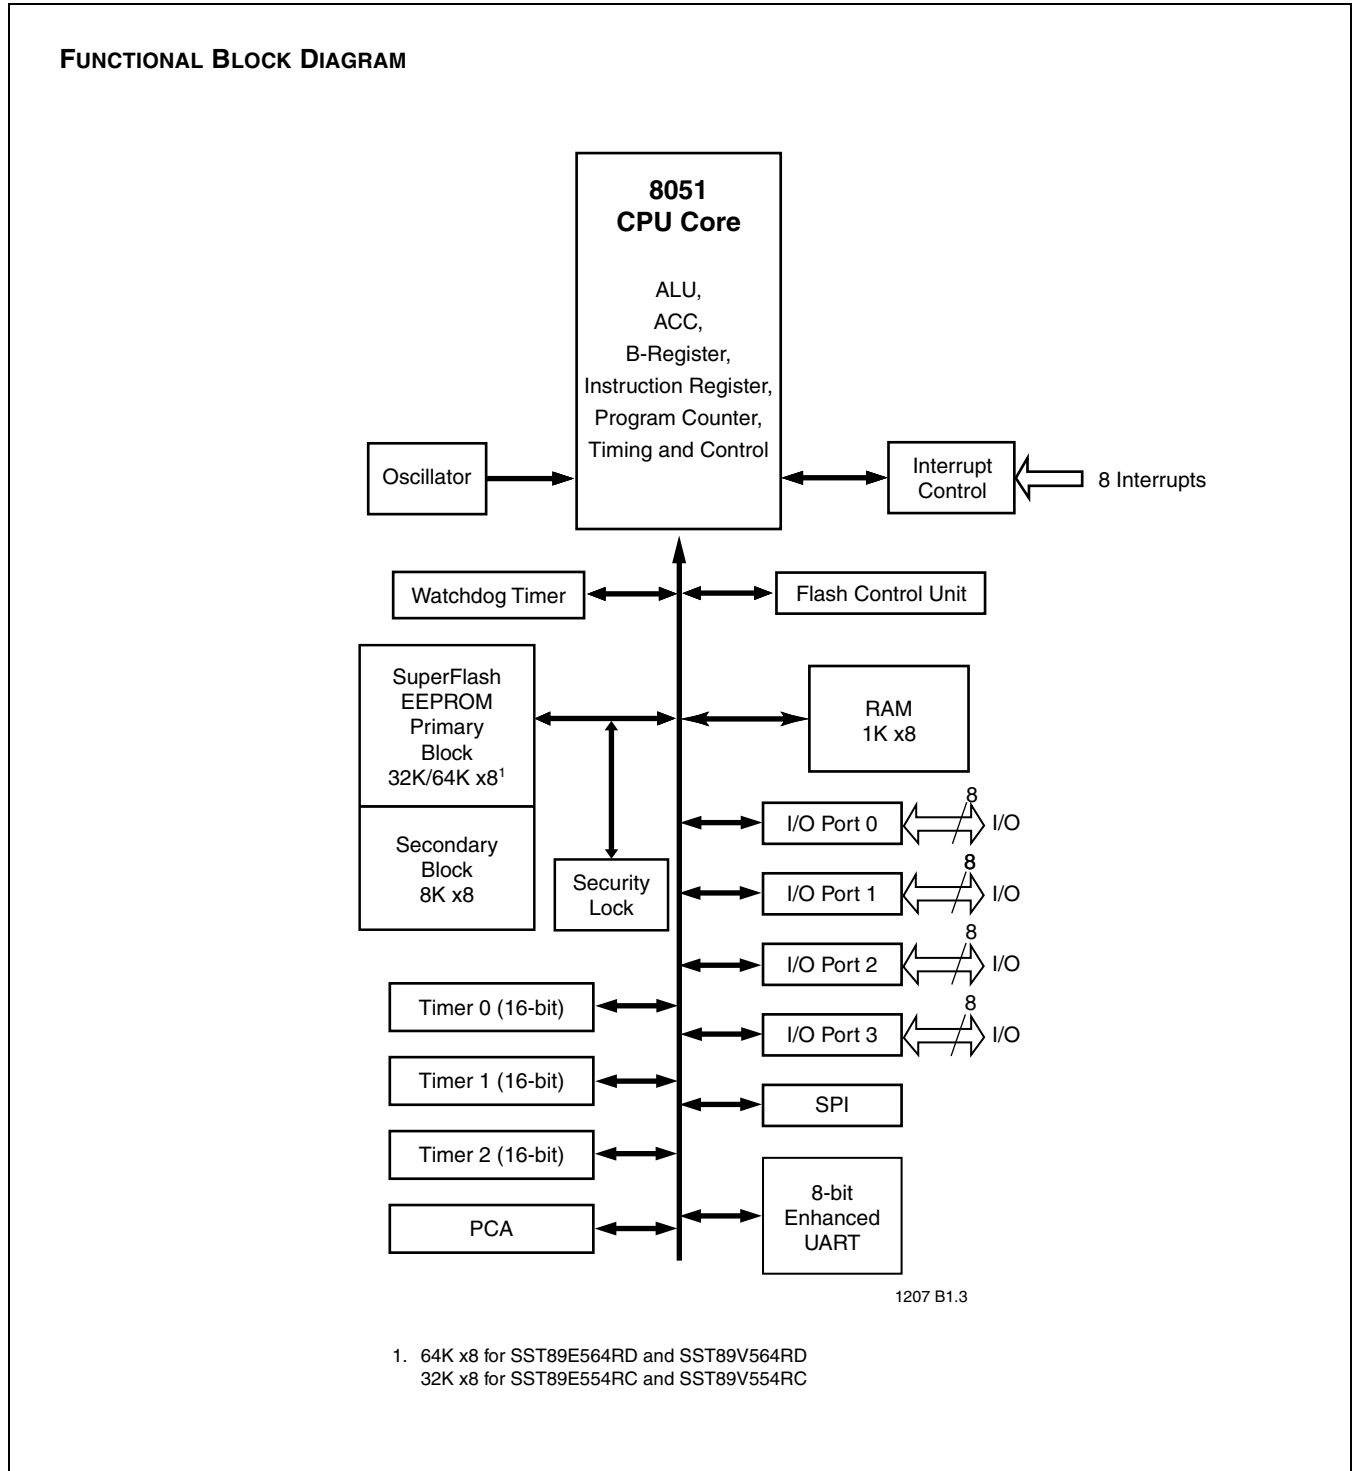 FUNCTIONAL BLOCK DIAGRAM
8051
CPU Core
ALU,
ACC,
B-Register,
Instruction Register,
Program Counter,
Timing and Control
Oscillator
Interrupt
Control
8 Interrupts
Watchdog Timer
Flash Control Unit
SuperFlash
EEPROM
Primary
Block
32K/64K x8¹
RAM
1K x8
Secondary
Block
8K x8
Security
Lock
8
I/O Port 0
I/O
8
I/O Port 1
I/O
8
I/O Port 2
I/O
8
I/O Port 3
I/O
Timer 0 (16-bit)
Timer 1 (16-bit)
SPI
Timer 2 (16-bit)
PCA
8-bit
Enhanced
UART
1207 B1.3
1. 64K x8 for SST89E564RD and SST89V564RD
32K x8 for SST89E554RC and SST89V554RC